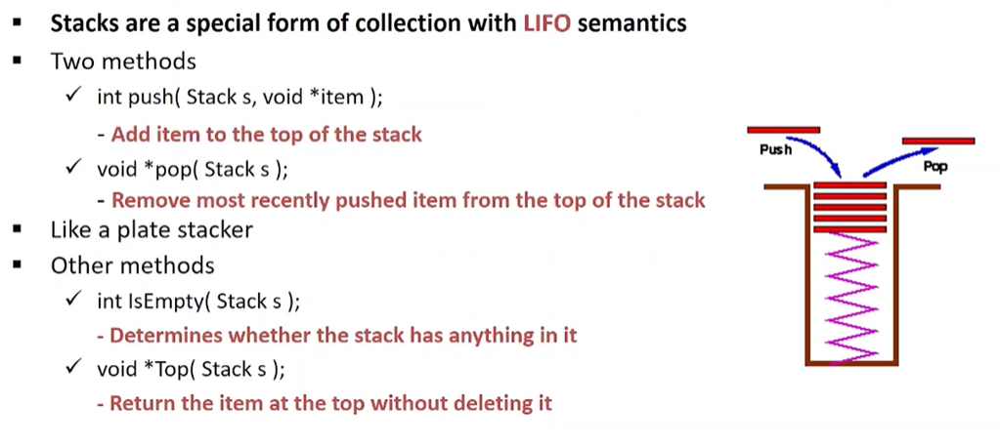 ▪ Stacks are a special form of collection with LIFO semantics
▪ Two methods
✓ int push( Stack s, void *item );
- Add item to the top of the stack
✓ void *pop( Stack s );
- Remove most recently pushed item from the top of the stack
▪ Like a plate stacker
▪ Other methods
✓ int IsEmpty( Stack s );
- Determines whether the stack has anything in it
✓ void *Top( Stack s );
- Return the item at the top without deleting it
Push
Pop